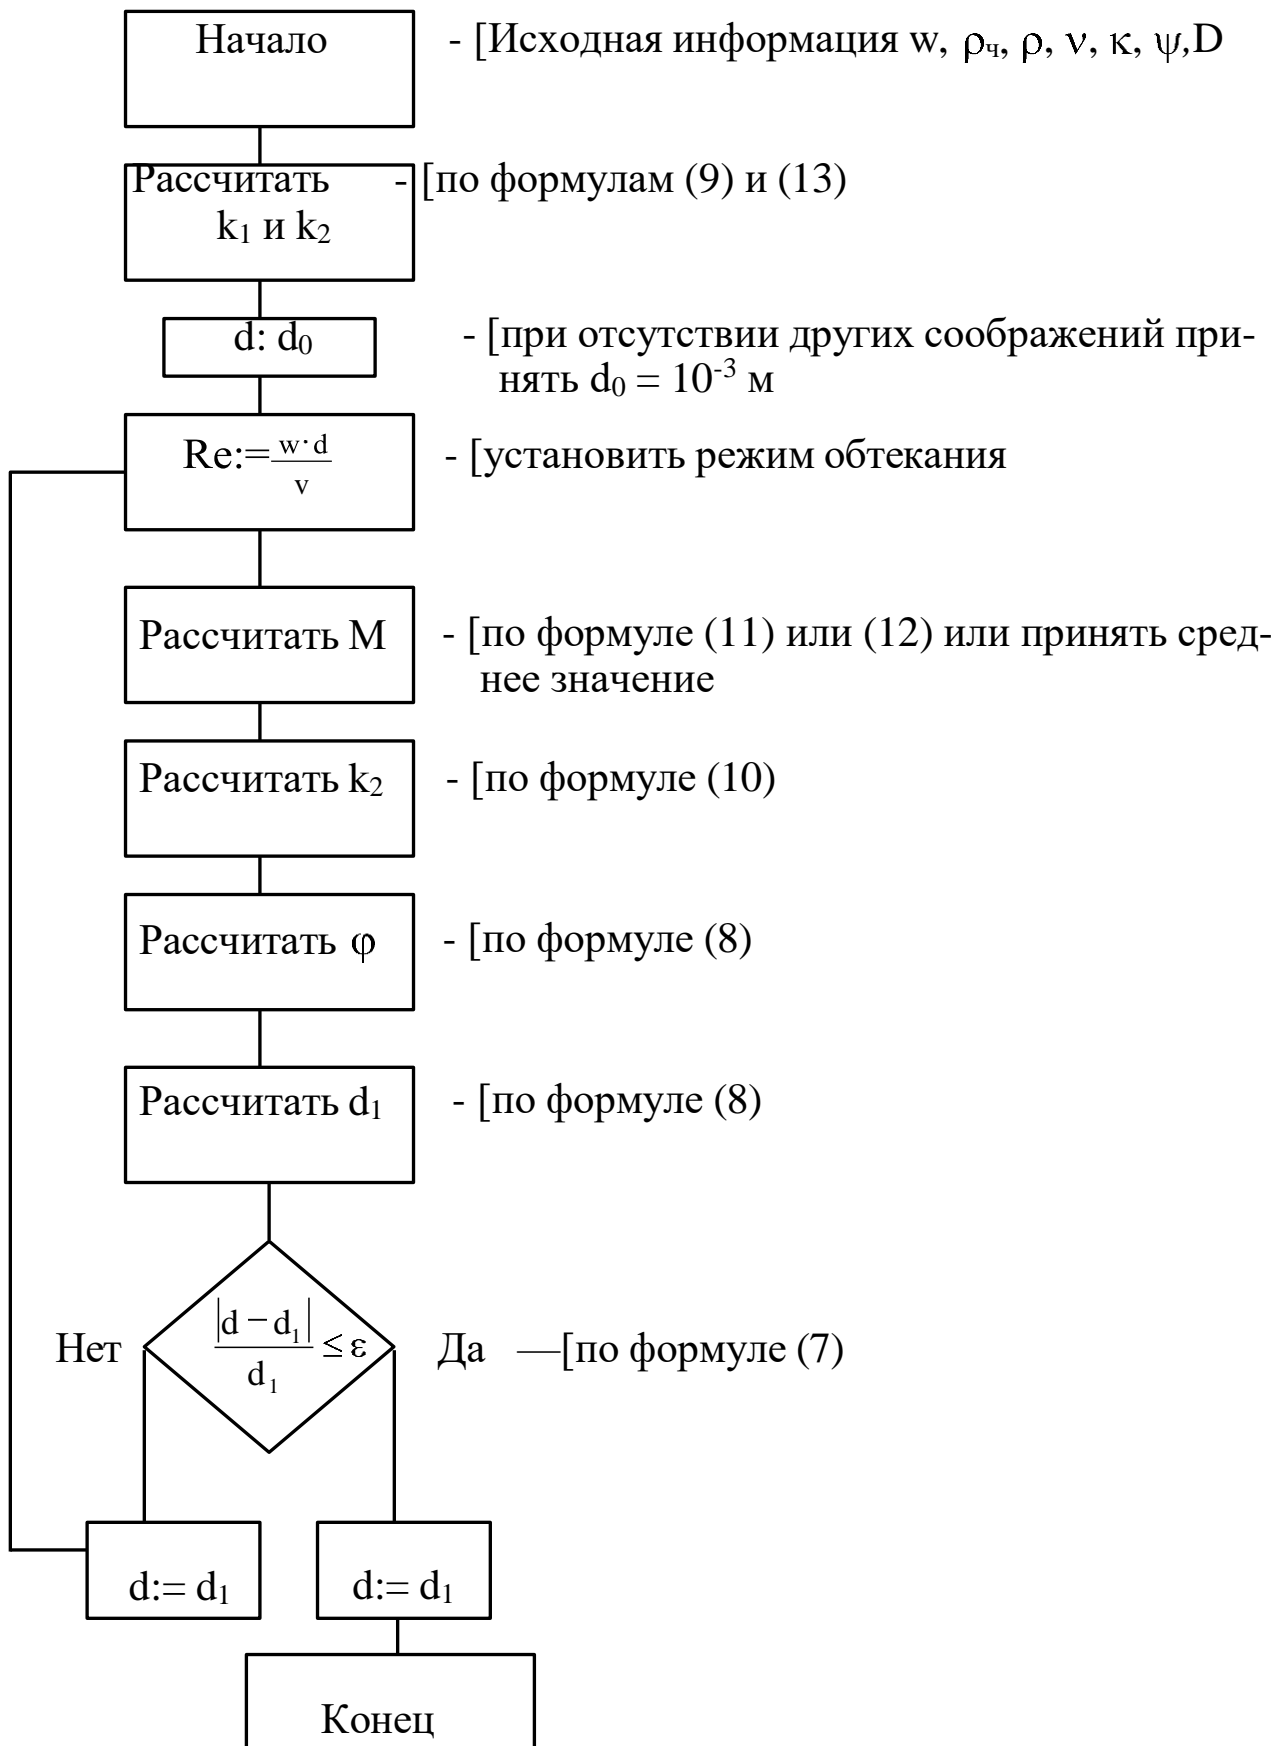 Начало - [Исходная информация w, ρч, ρ, ν, κ, ψ,D
Рассчитать - [по формулам (9) и (13)
k1 и k2
d: d0 - [при отсутствии других соображений при-
нять d0 = 10-3 м
Re:= w·d / v - [установить режим обтекания
Рассчитать М - [по формуле (11) или (12) или принять сред-
нее значение
Рассчитать k2 - [по формуле (10)
Рассчитать φ - [по формуле (8)
Рассчитать d1 - [по формуле (8)
Нет |d − d1| / d1 ≤ ε Да —[по формуле (7)
d:= d1 d:= d1
Конец